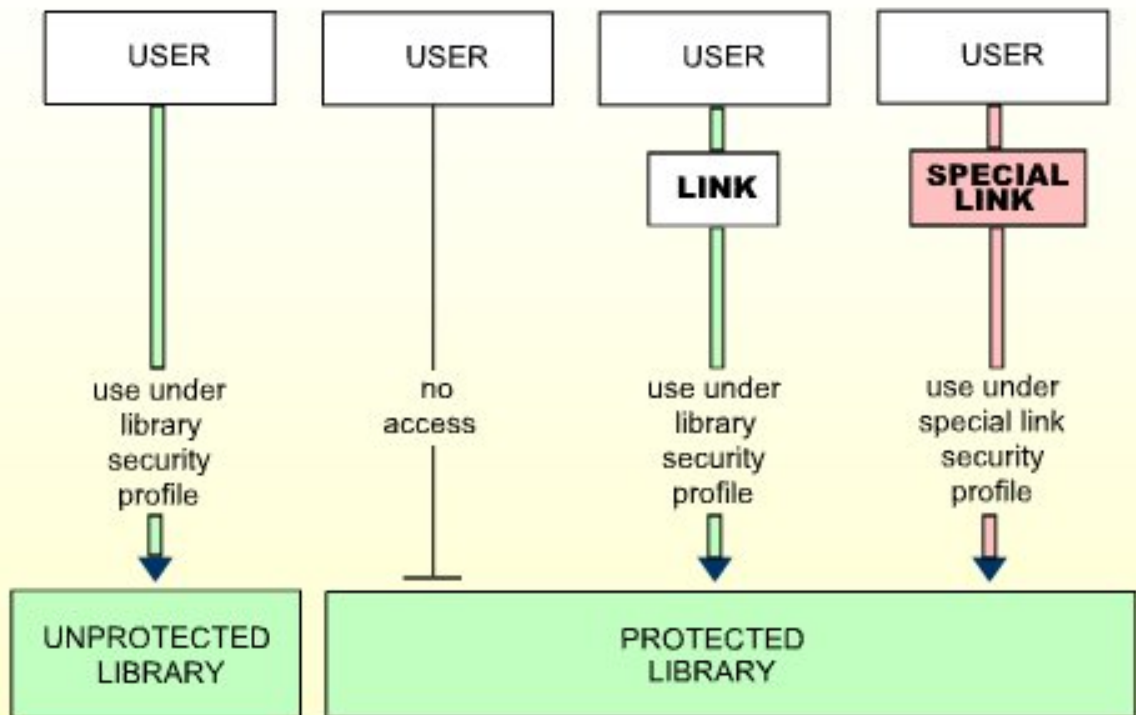 USER
USER
USER
USER
LINK
SPECIAL
LINK
use under
library
security
profile
no
access
use under
library
security
profile
use under
special link
security
profile
UNPROTECTED
LIBRARY
PROTECTED
LIBRARY